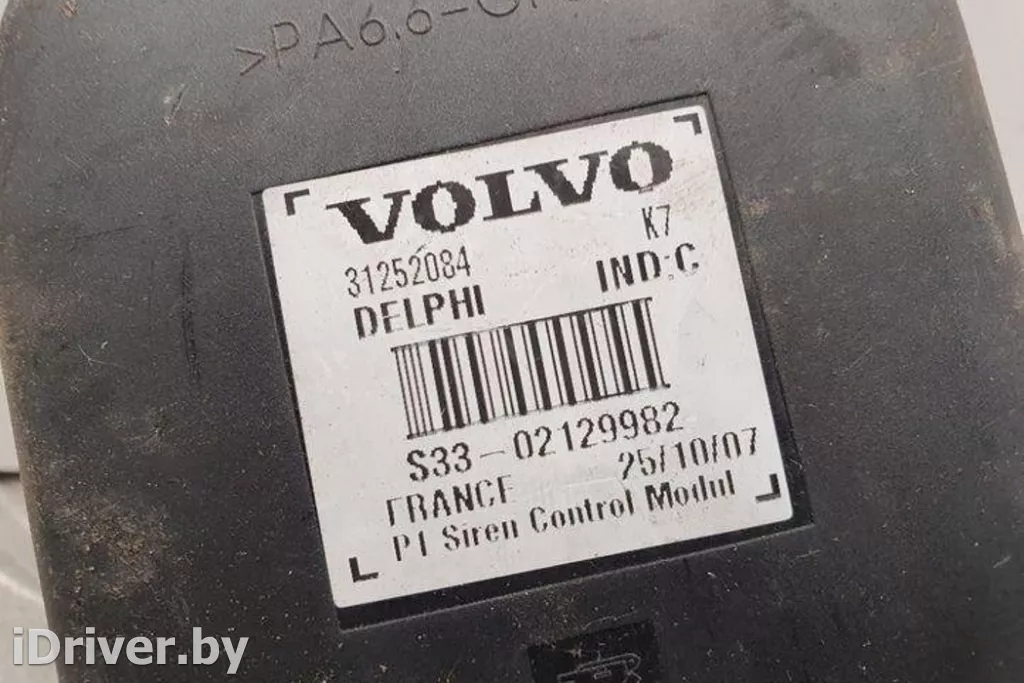 >PA6.6-
VOLVO
K7
31252084
DELPHI IND:C
S33-02129982
FRANCE 25/10/07
P1 Siren Control Modul
iDriver.by